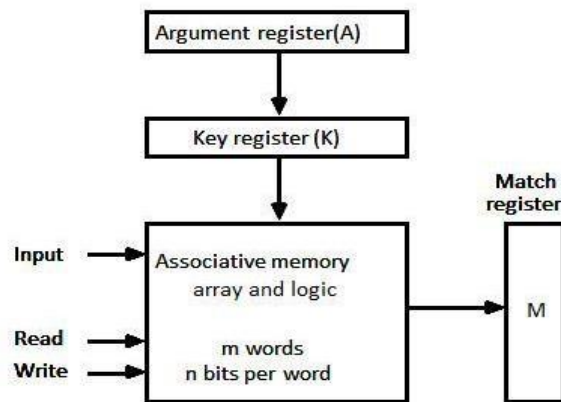 Argument register(A)
Key register (K)
Match
register
Input
Associative memory
array and logic
M
Read
m words
Write
n bits per word